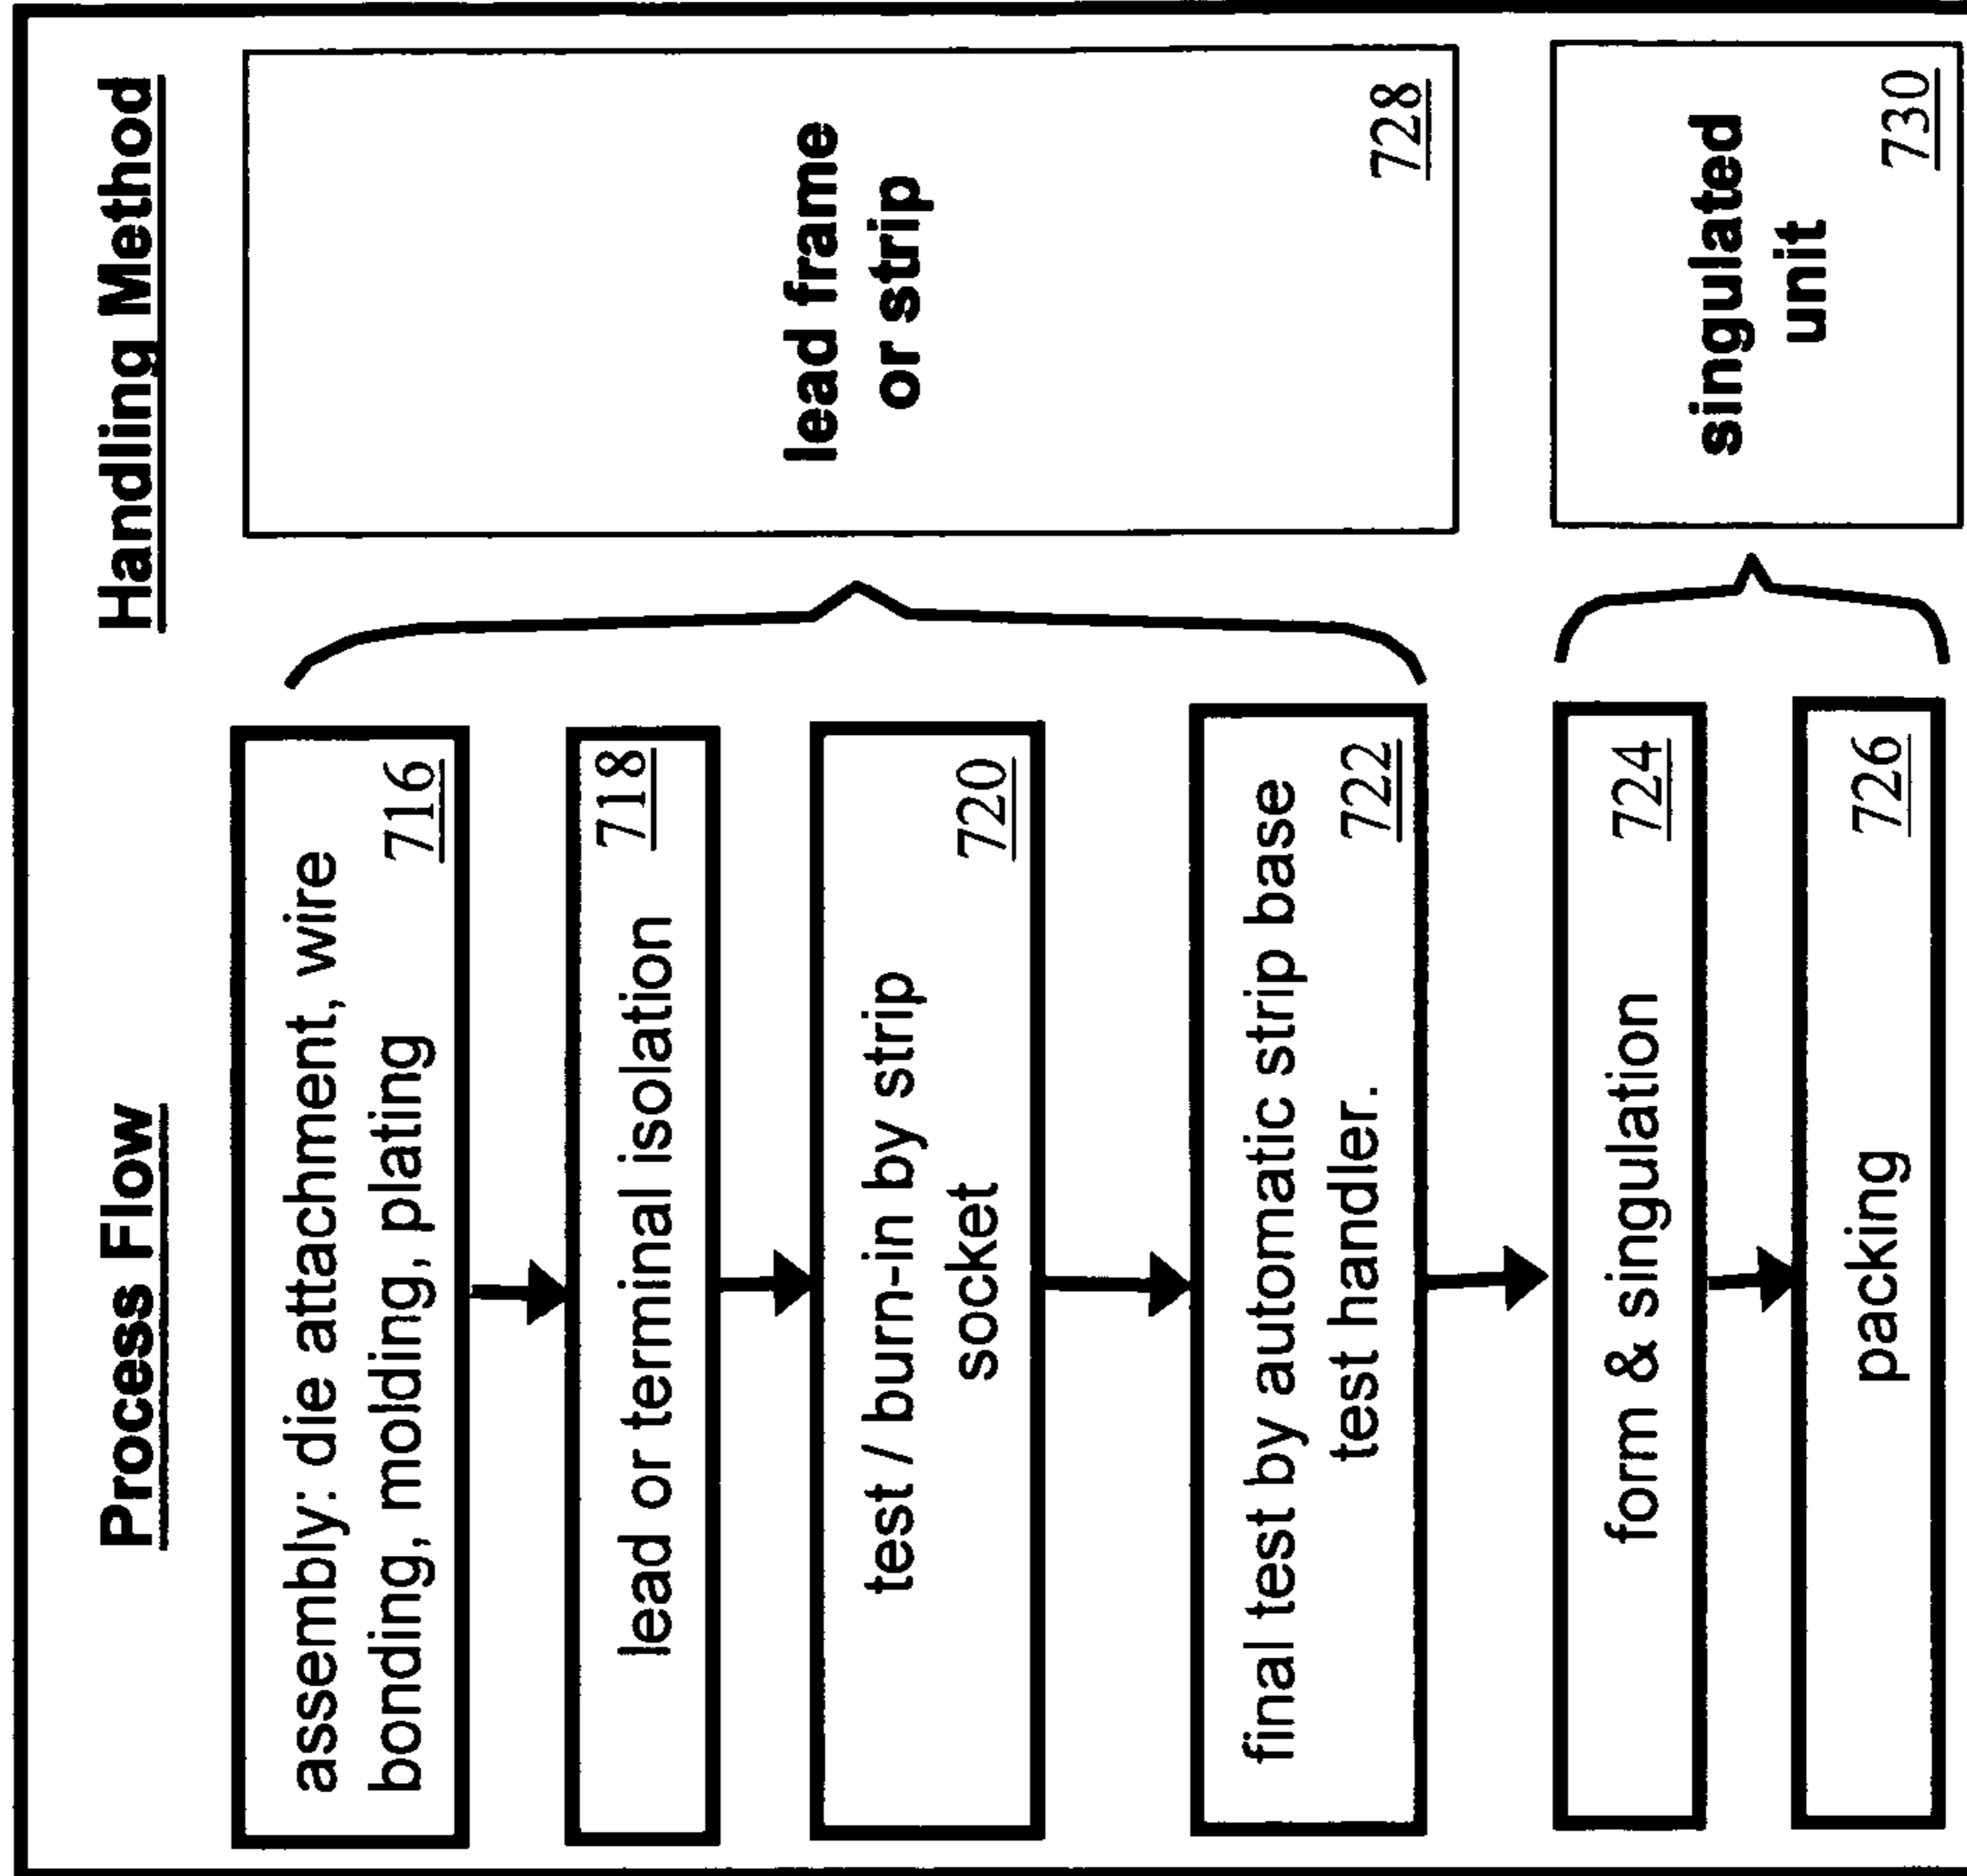 Process Flow
Handling Method
assembly: die attachment, wire
bonding, molding, plating
716
lead or terminal isolation
718
test / burn-in by strip
socket
720
final test by automatic strip base
test handler.
722
lead frame
or strip
728
form & singulation
724
packing
726
singulated
unit
730